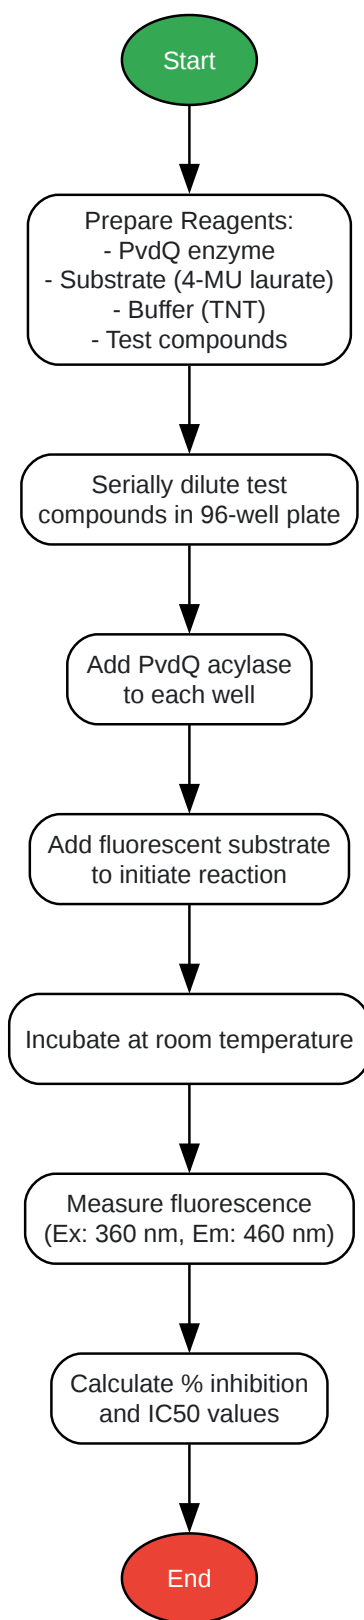 Start
Prepare Reagents:
- PvdQ enzyme
- Substrate (4-MU laurate)
- Buffer (TNT)
- Test compounds
Serially dilute test
compounds in 96-well plate
Add PvdQ acylase
to each well
Add fluorescent substrate
to initiate reaction
Incubate at room temperature
Measure fluorescence
(Ex: 360 nm, Em: 460 nm)
Calculate % inhibition
and IC50 values
End